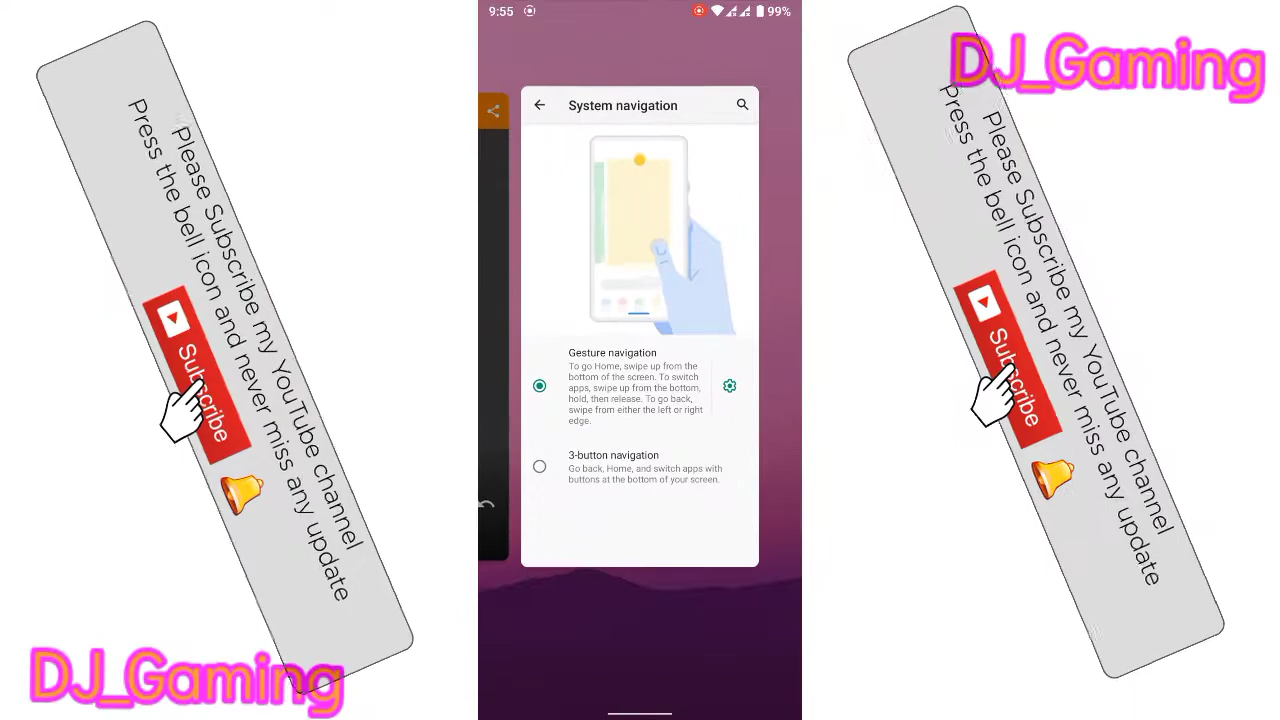 9:55
99%
System navigation
Gesture navigation
To go Home, swipe up from the
bottom of the screen. To switch
apps, swipe up from the bottom,
hold, then release. To go back,
swipe from either the left or right
edge.
3-button navigation
Go back, Home, and switch apps with
buttons at the bottom of your screen.
Please Subscribe my YouTube channel
Press the bell icon and never miss any update
Subscribe
DJ_Gaming
Please Subscribe my YouTube channel
Press the bell icon and never miss any update
Subscribe
DJ_Gaming